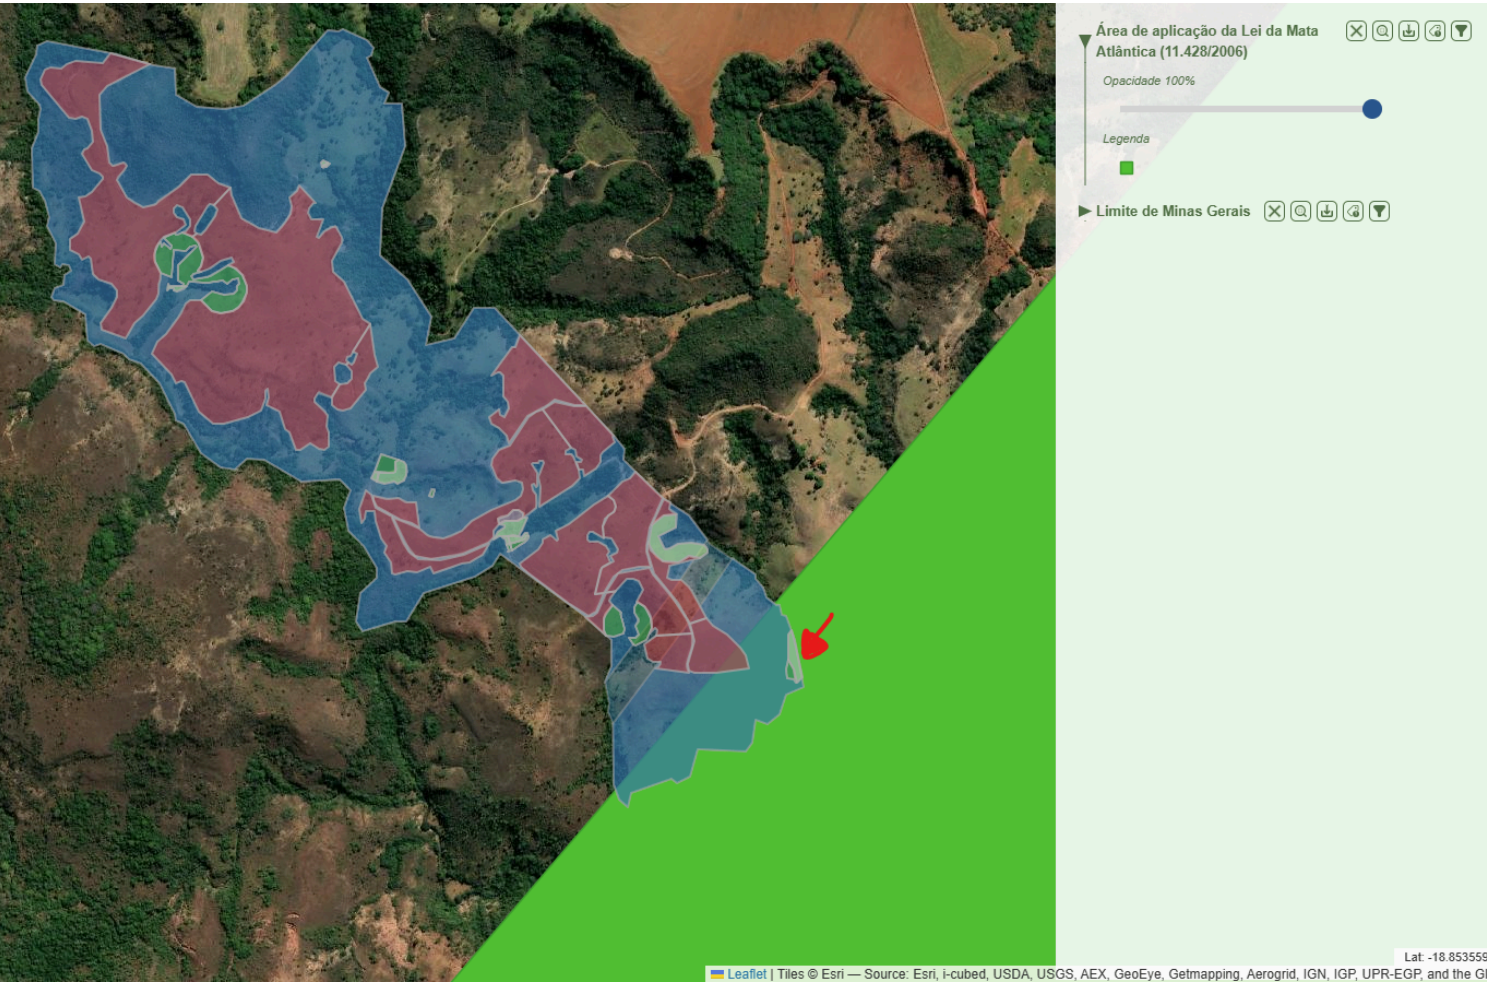 Área de aplicação da Lei da Mata
Atlântica (11.428/2006)
Opacidade 100%
Legenda
Limite de Minas Gerais
Lat: -18.853559
Leaflet | Tiles © Esri — Source: Esri, i-cubed, USDA, USGS, AEX, GeoEye, Getmapping, Aerogrid, IGN, IGP, UPR-EGP, and the GI